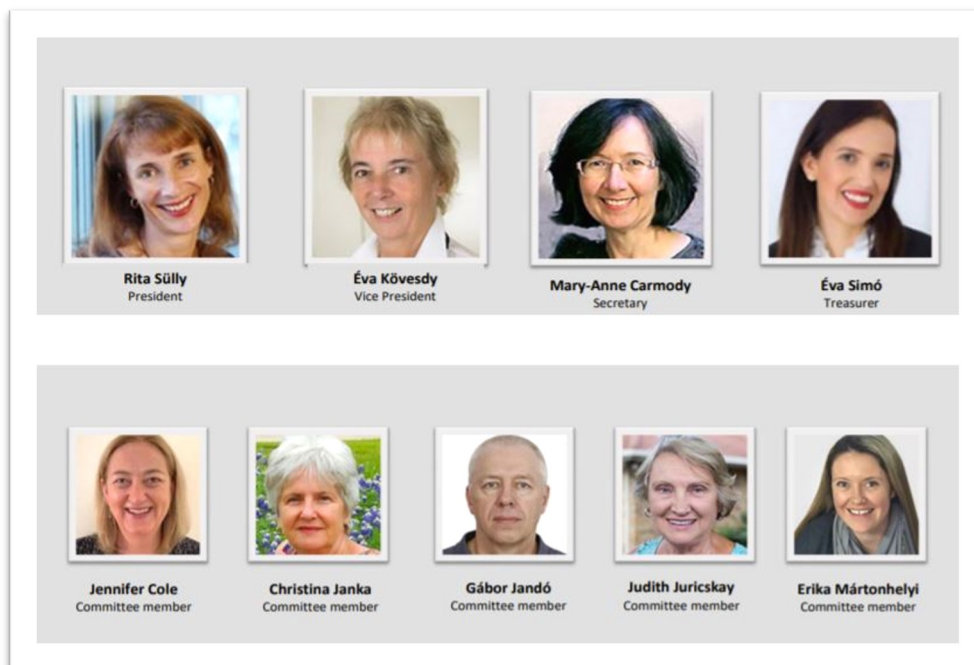 Rita Sülly
President
Éva Kövesdy
Vice President
Mary-Anne Carmody
Secretary
Éva Simó
Treasurer
Jennifer Cole
Committee member
Christina Janka
Committee member
Gábor Jandó
Committee member
Judith Juricskay
Committee member
Erika Mártonhelyi
Committee member